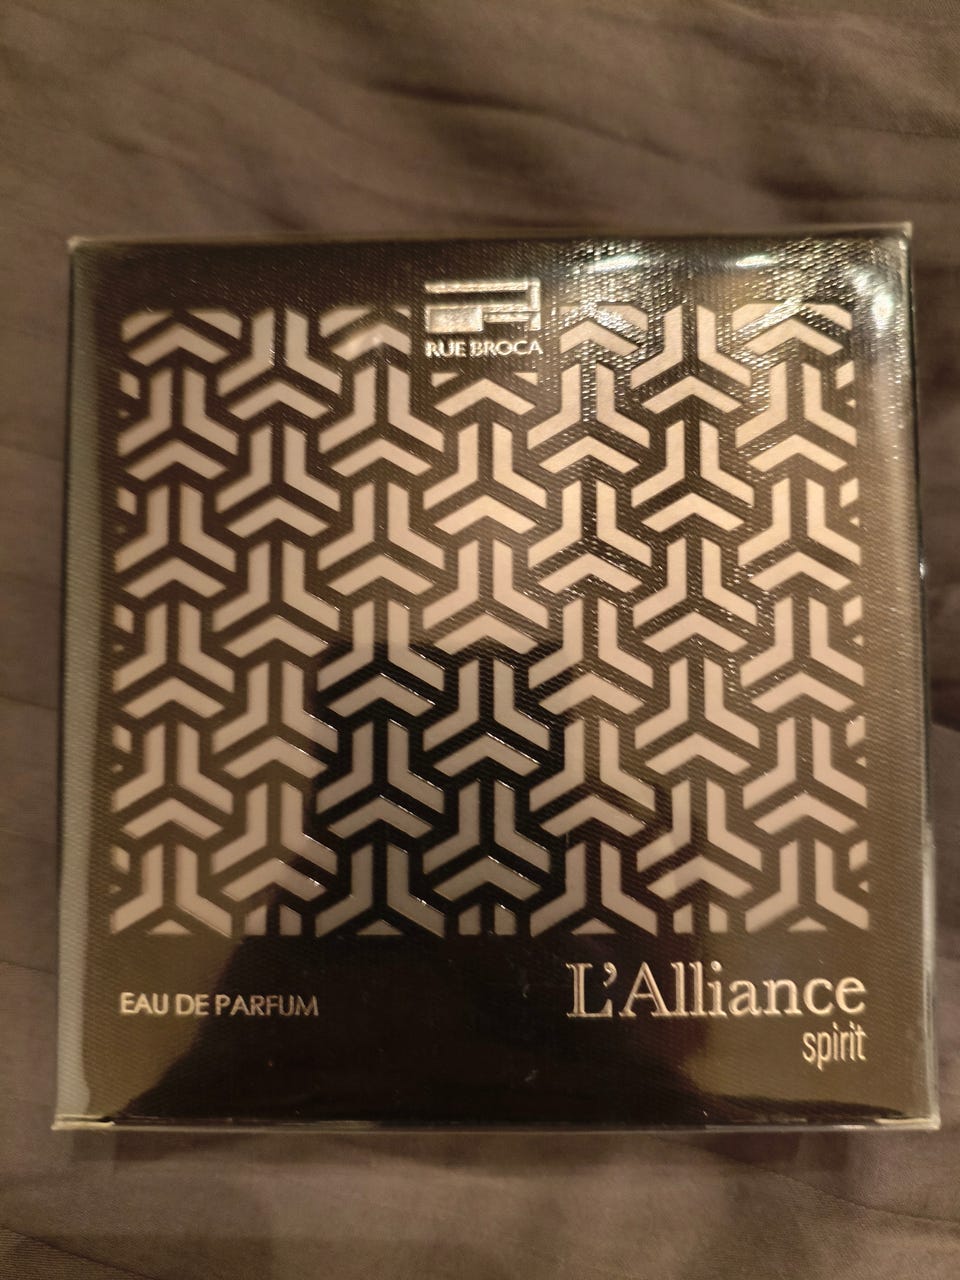 RUE BROCA
EAU DE PARFUM
L'Alliance
spirit